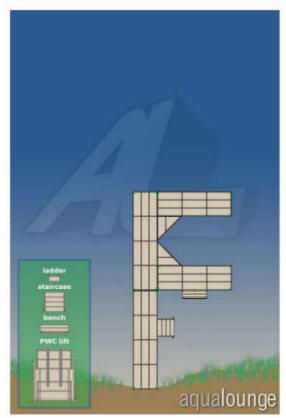 ladder
staircase
bench
PWC lift
aqualounge